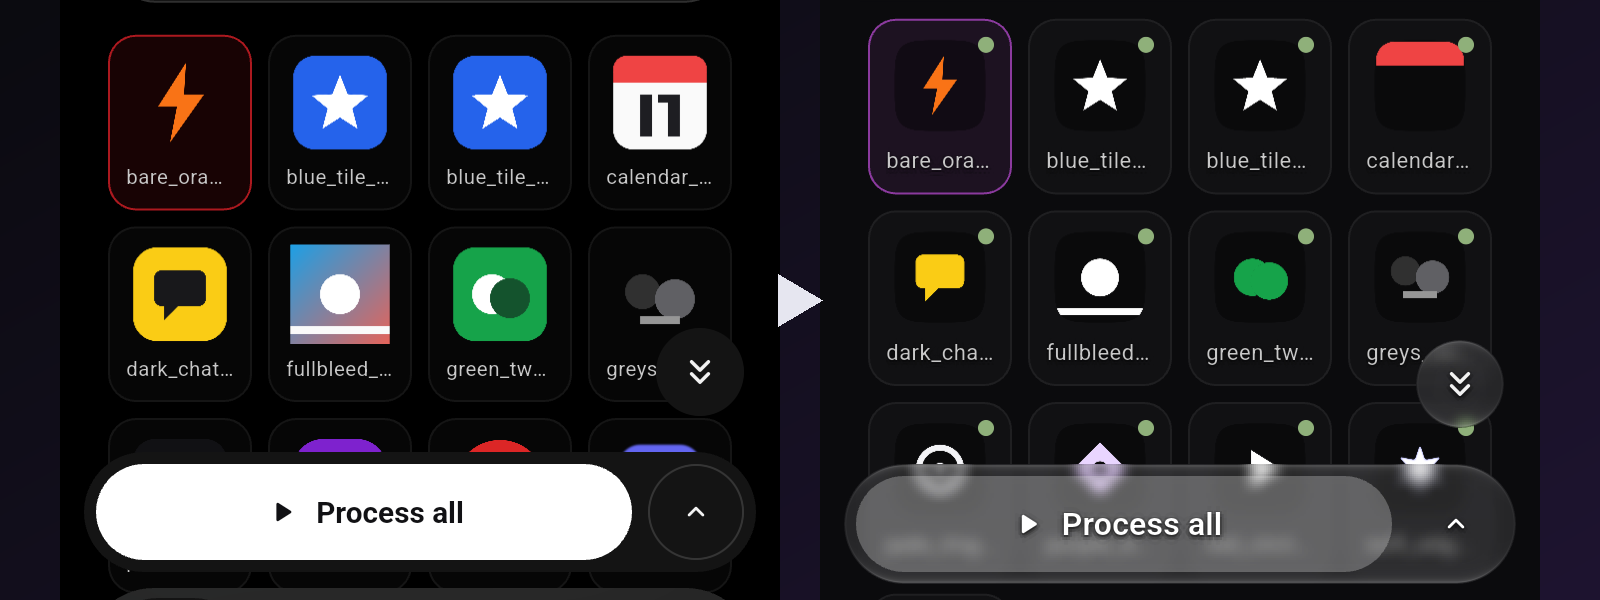 bare_ora...
blue_tile_...
blue_tile_...
calendar_...
dark_chat...
fullbleed_...
green_tw...
greys
Process all
bare_ora...
blue_tile...
blue_tile...
calendar...
dark_cha...
fullbleed...
green_tw...
greys
Process all